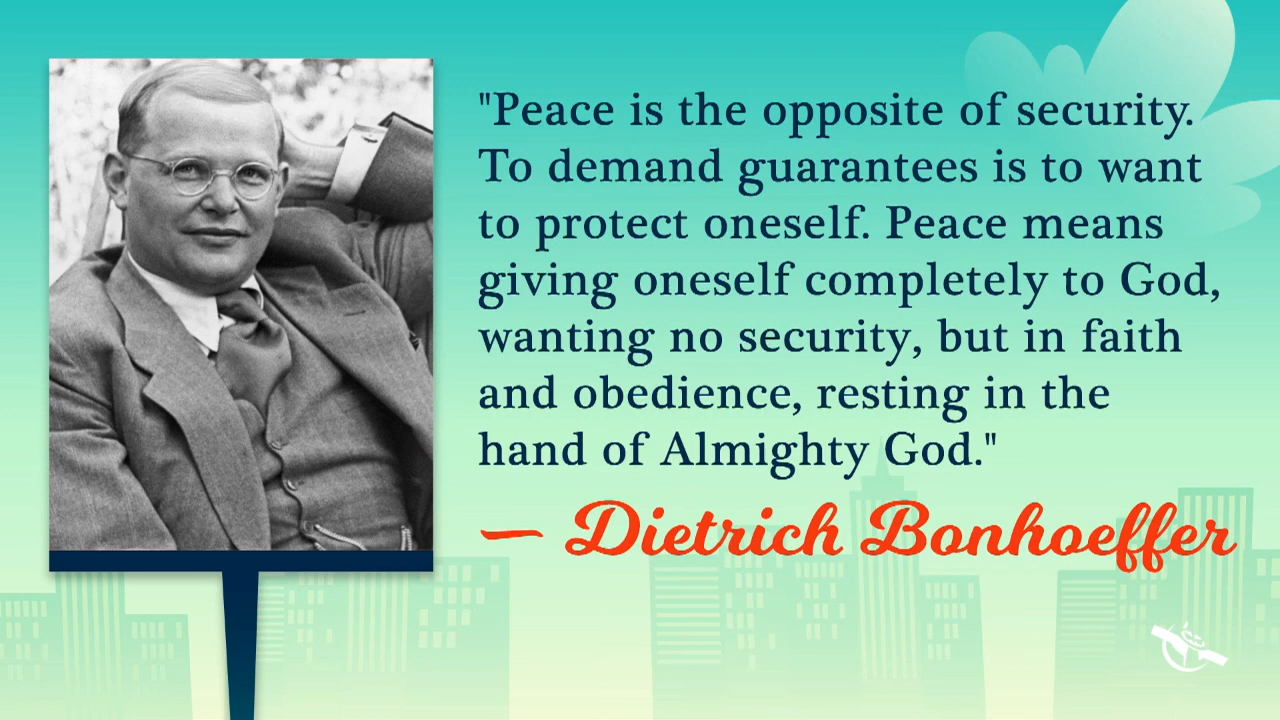 "Peace is the opposite of security.
To demand guarantees is to want
to protect oneself. Peace means
giving oneself completely to God,
wanting no security, but in faith
and obedience, resting in the
hand of Almighty God."
— Dietrich Bonhoeffer